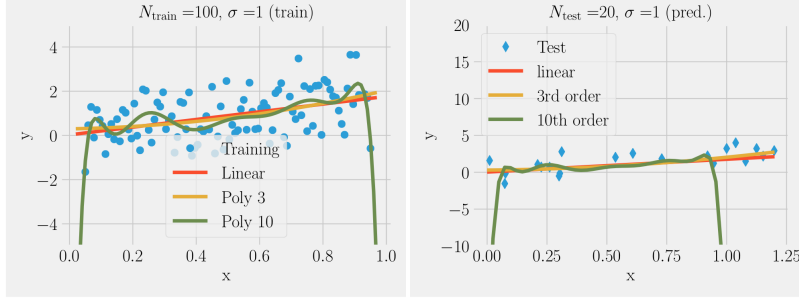 N_train =100, σ =1 (train)
y
4
2
0
−2
−4
Training
Linear
Poly 3
Poly 10
0.0 0.2 0.4 0.6 0.8 1.0
x
N_test =20, σ =1 (pred.)
y
20
15
10
5
0
−5
−10
Test
linear
3rd order
10th order
0.00 0.25 0.50 0.75 1.00 1.25
x